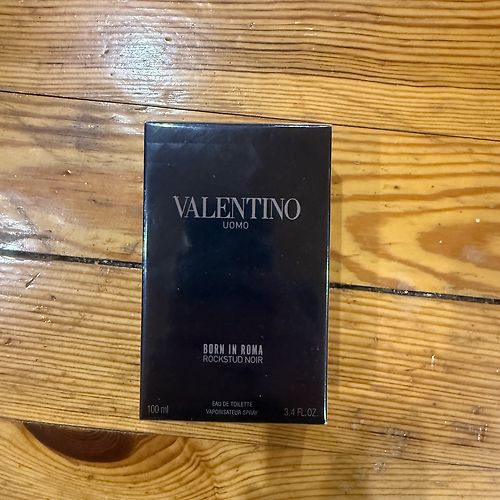 VALENTINO
UOMO
BORN IN ROMA
ROCKSTUD NOIR
EAU DE TOILETTE
100 ml VAPORISATEUR SPRAY 3.4 FL.OZ.